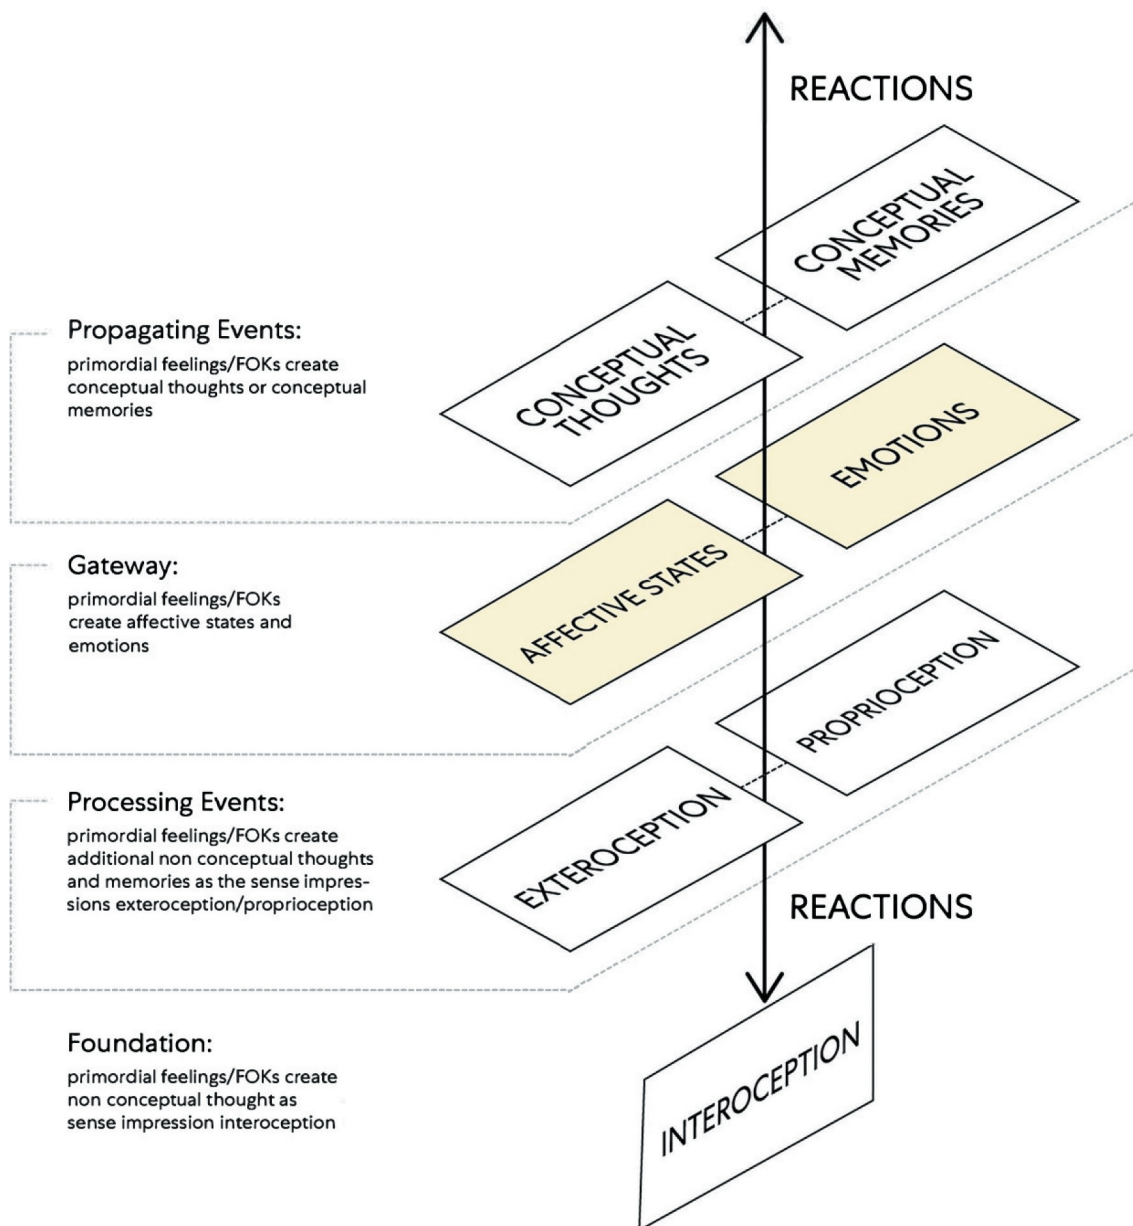 REACTIONS
CONCEPTUAL
MEMORIES
Propagating Events:
primordial feelings/FOKs create
conceptual thoughts or conceptual
memories
CONCEPTUAL
THOUGHTS
EMOTIONS
Gateway:
primordial feelings/FOKs
create affective states and
emotions
AFFECTIVE STATES
PROPRIOCEPTION
Processing Events:
primordial feelings/FOKs create
additional non conceptual thoughts
and memories as the sense impres-
sions exteroception/proprioception
EXTEROCEPTION
REACTIONS
Foundation:
primordial feelings/FOKs create
non conceptual thought as
sense impression interoception
INTEROCEPTION